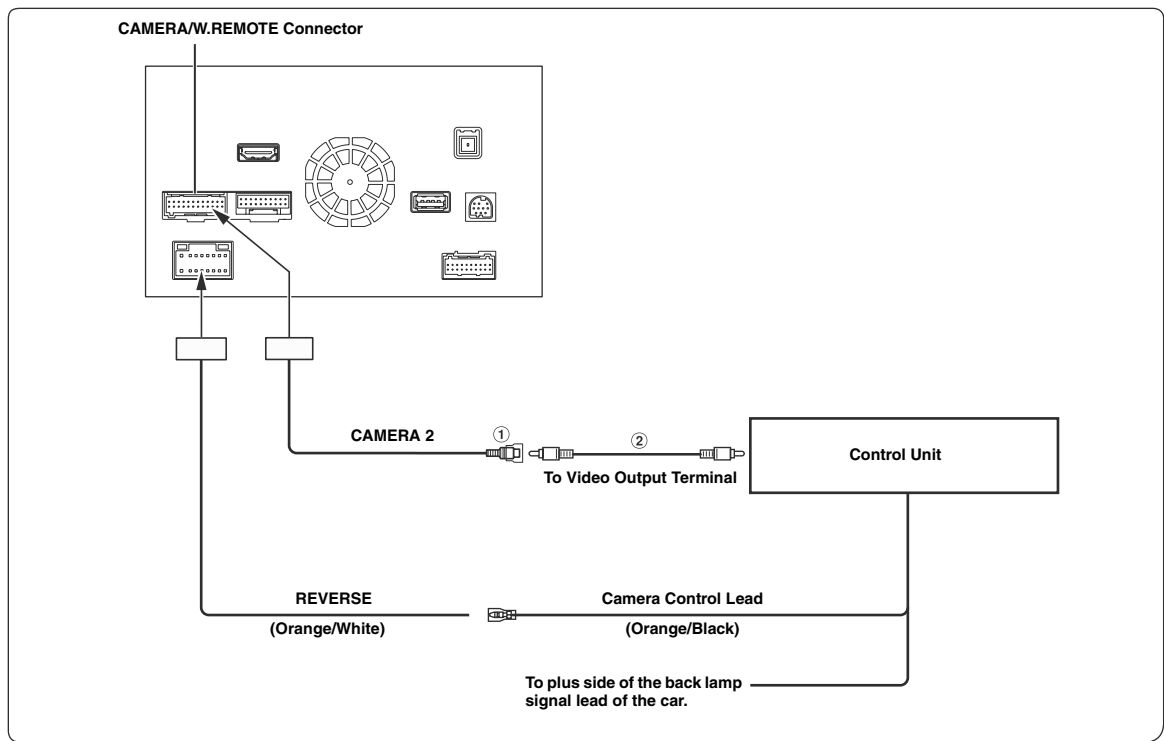 CAMERA/W.REMOTE Connector
CAMERA 2
①
②
To Video Output Terminal
Control Unit
REVERSE
(Orange/White)
Camera Control Lead
(Orange/Black)
To plus side of the back lamp
signal lead of the car.